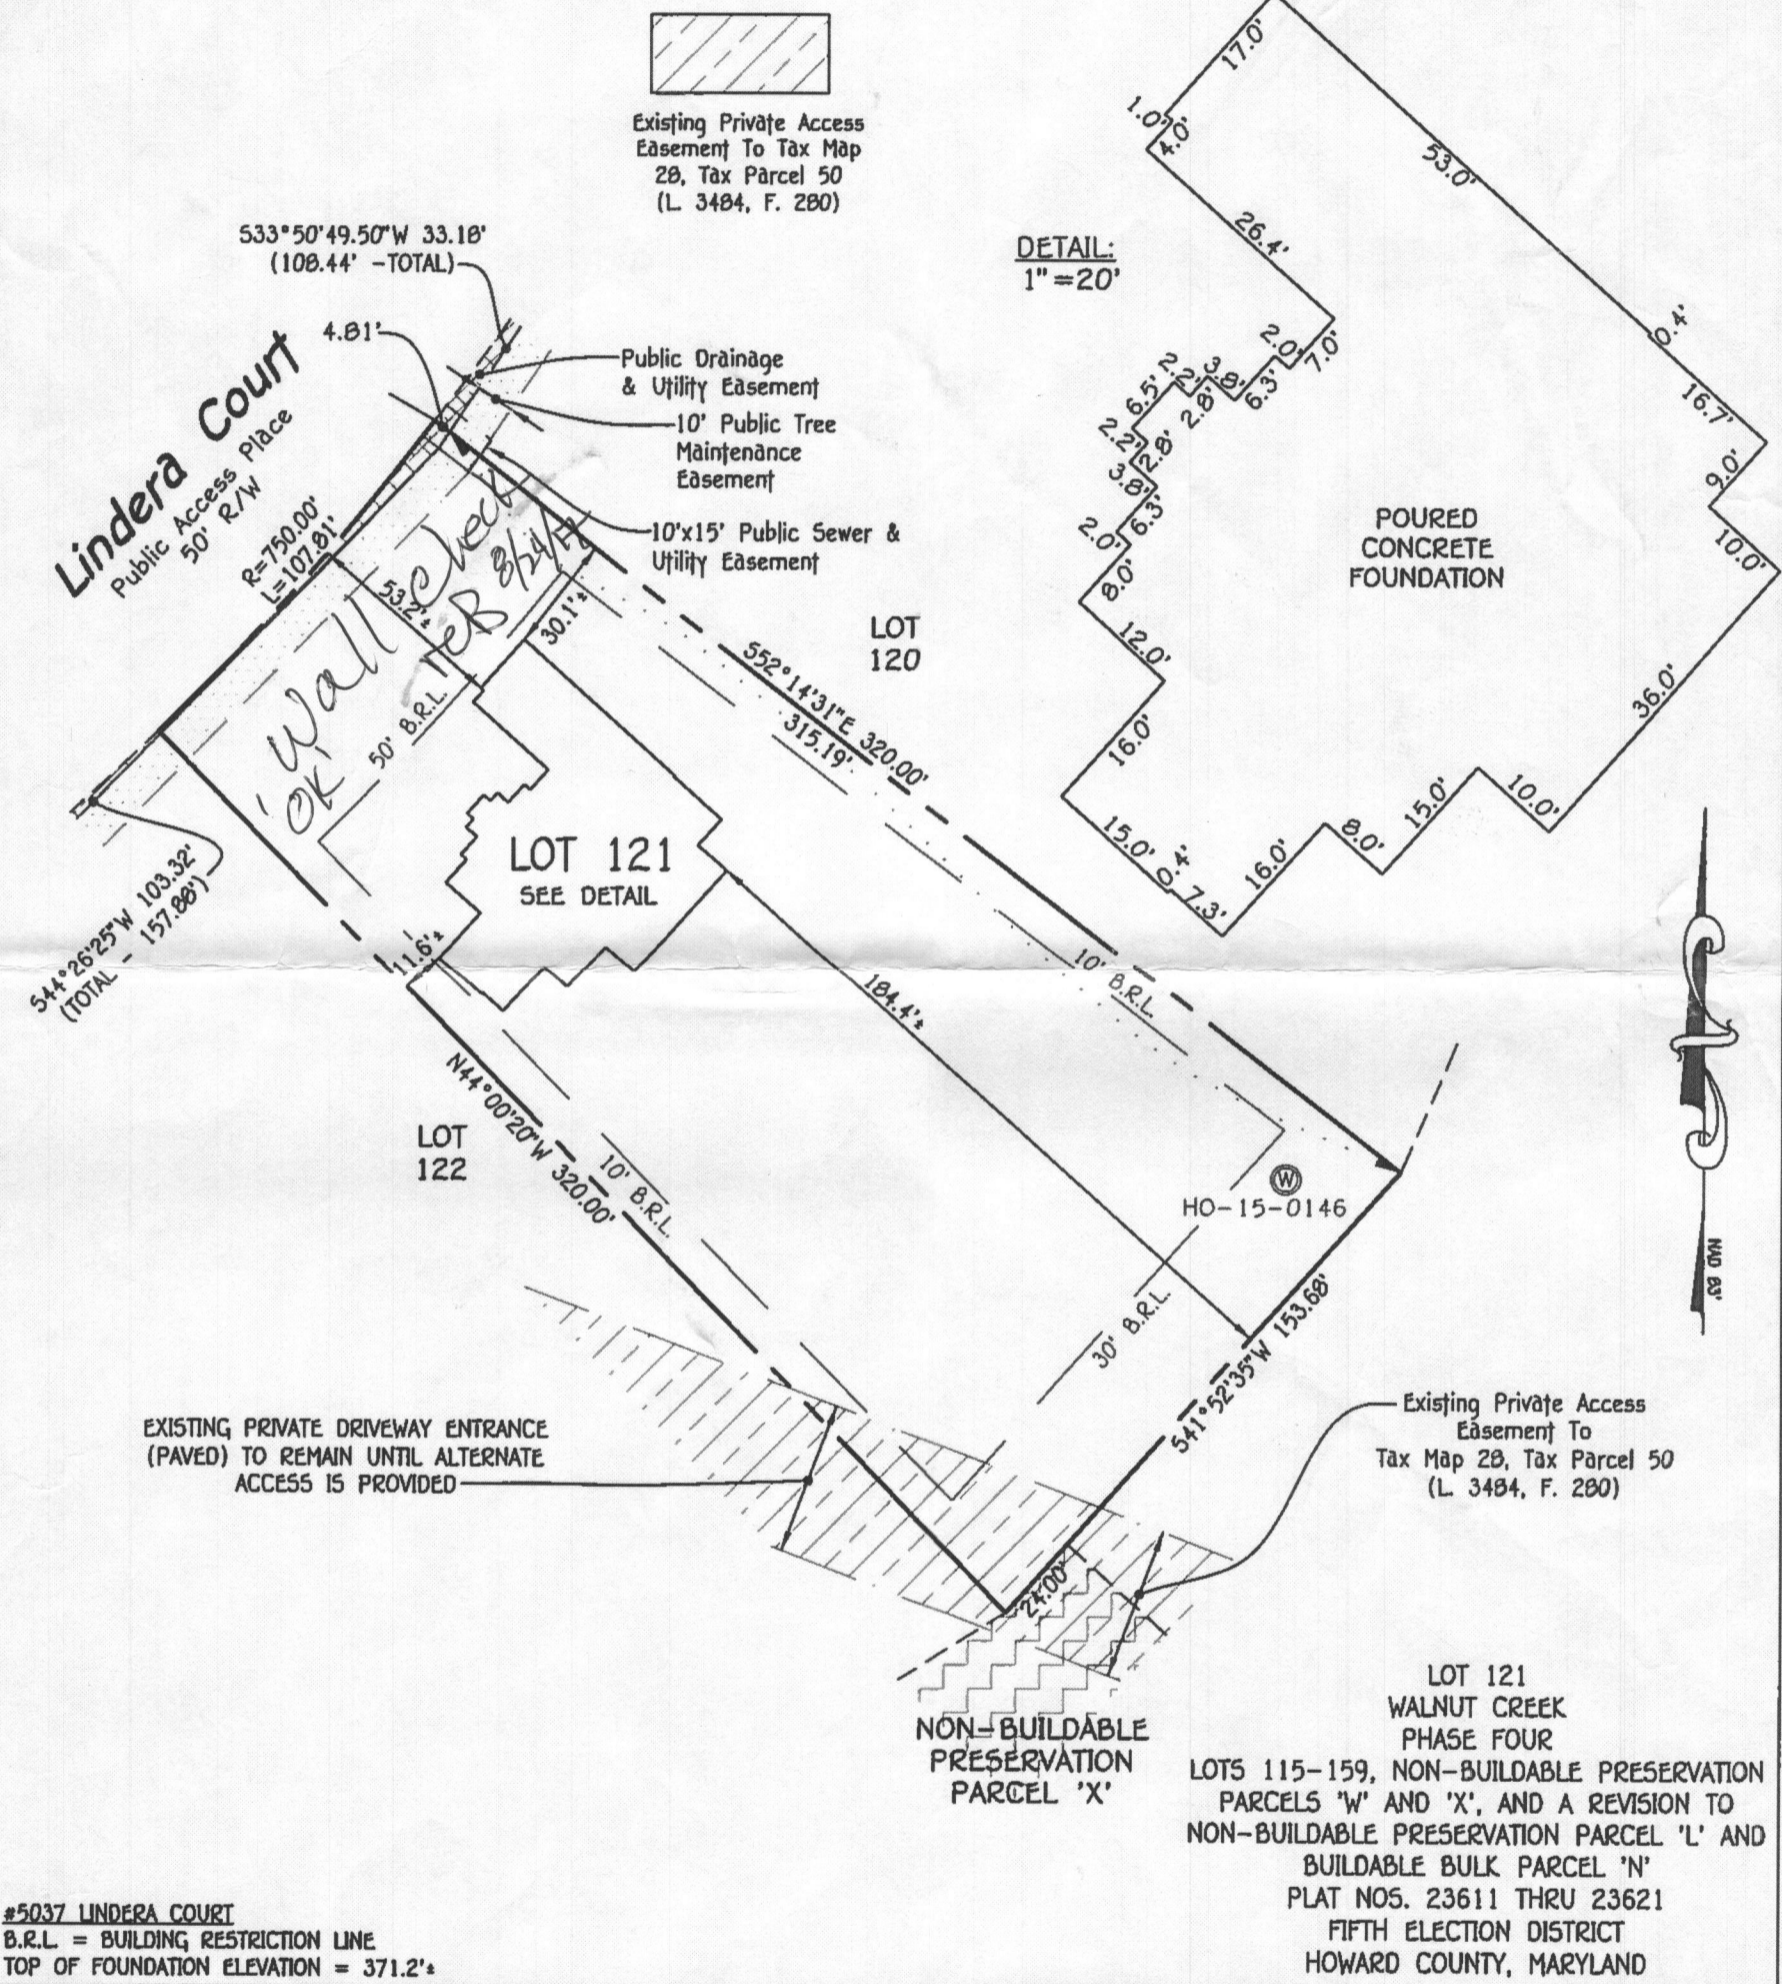 Existing Private Access
Easement To Tax Map
28, Tax Parcel 50
(L. 3484, F. 280)
S33°50'49.50"W 33.18'
(108.44' -TOTAL)
4.81'
Lindera Court
Public Access Place
50' R/W
R=750.00'
L=107.81'
Public Drainage
& Utility Easement
10' Public Tree
Maintenance
Easement
10'x15' Public Sewer &
Utility Easement
Wall Check
'OK'
8/24/17
53.2'±
30.1'±
50' B.R.L.
LOT
120
S52°14'31"E 320.00'
315.19'
LOT 121
SEE DETAIL
S44°26'25"W 103.32'
(TOTAL - 157.88')
11.6'±
184.4'±
10' B.R.L.
N44°00'20"W 320.00'
10' B.R.L.
LOT
122
HO-15-0146
W
30' B.R.L.
S41°52'35"W 153.68'
24.00'
EXISTING PRIVATE DRIVEWAY ENTRANCE
(PAVED) TO REMAIN UNTIL ALTERNATE
ACCESS IS PROVIDED
Existing Private Access
Easement To
Tax Map 28, Tax Parcel 50
(L. 3484, F. 280)
NON-BUILDABLE
PRESERVATION
PARCEL 'X'
DETAIL:
1"=20'
17.0'
1.0'
4.0'
53.0'
26.4'
0.4'
16.7'
9.0'
10.0'
36.0'
10.0'
15.0'
8.0'
16.0'
7.3'
0.4'
15.0'
16.0'
12.0'
8.0'
2.0'
6.3'
3.8'
2.8'
2.2'
6.5'
2.2'
2.8'
3.8'
6.3'
2.0'
7.0'
POURED
CONCRETE
FOUNDATION
NAD 83'
LOT 121
WALNUT CREEK
PHASE FOUR
LOTS 115-159, NON-BUILDABLE PRESERVATION
PARCELS 'W' AND 'X', AND A REVISION TO
NON-BUILDABLE PRESERVATION PARCEL 'L' AND
BUILDABLE BULK PARCEL 'N'
PLAT NOS. 23611 THRU 23621
FIFTH ELECTION DISTRICT
HOWARD COUNTY, MARYLAND
#5037 LINDERA COURT
B.R.L. = BUILDING RESTRICTION LINE
TOP OF FOUNDATION ELEVATION = 371.2'±